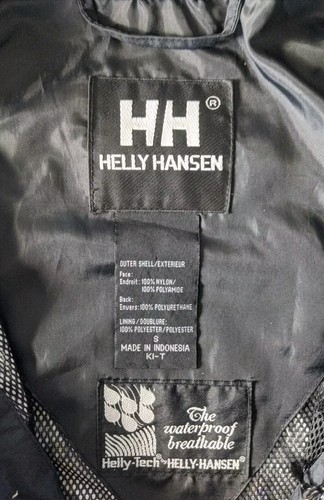 HH®
HELLY HANSEN
OUTER SHELL/EXTERIEUR
Face:
Endroit: 100% NYLON/
100% POLYAMIDE
Back:
Envers: 100% POLYURETHANE
LINING/DOUBLURE:
100% POLYESTER/POLYESTER
S
MADE IN INDONESIA
KI-T
The
waterproof
breathable
Helly-Tech® by HELLY-HANSEN®